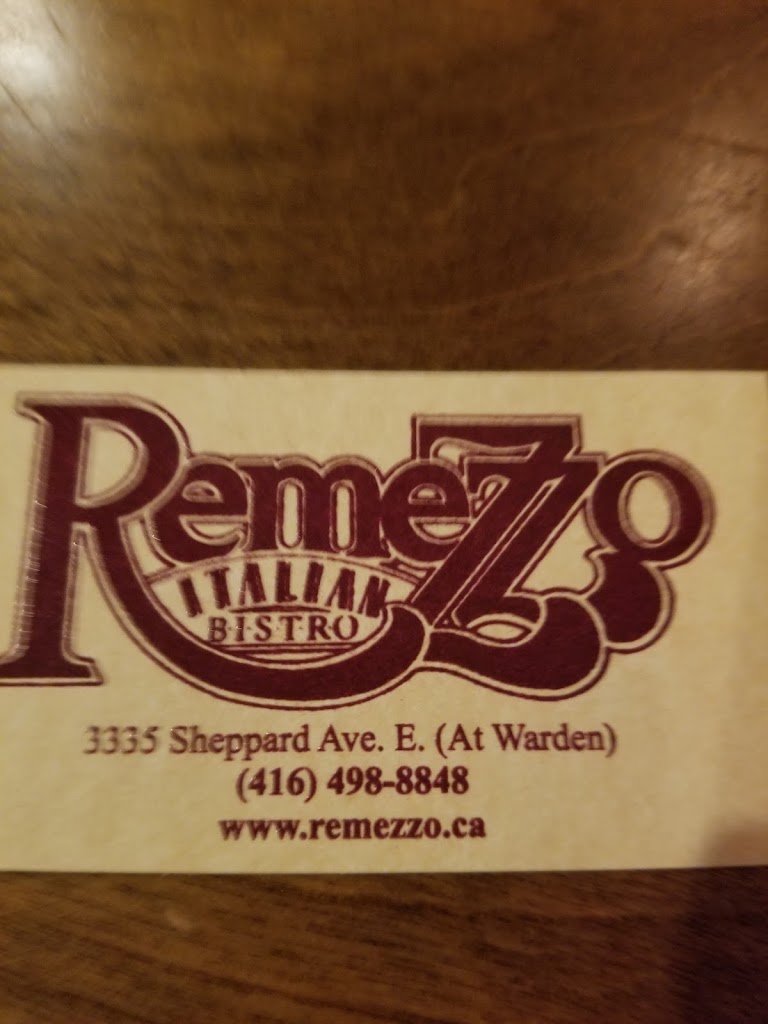 Remezzo
ITALIAN
BISTRO
3335 Sheppard Ave. E. (At Warden)
(416) 498-8848
www.remezzo.ca